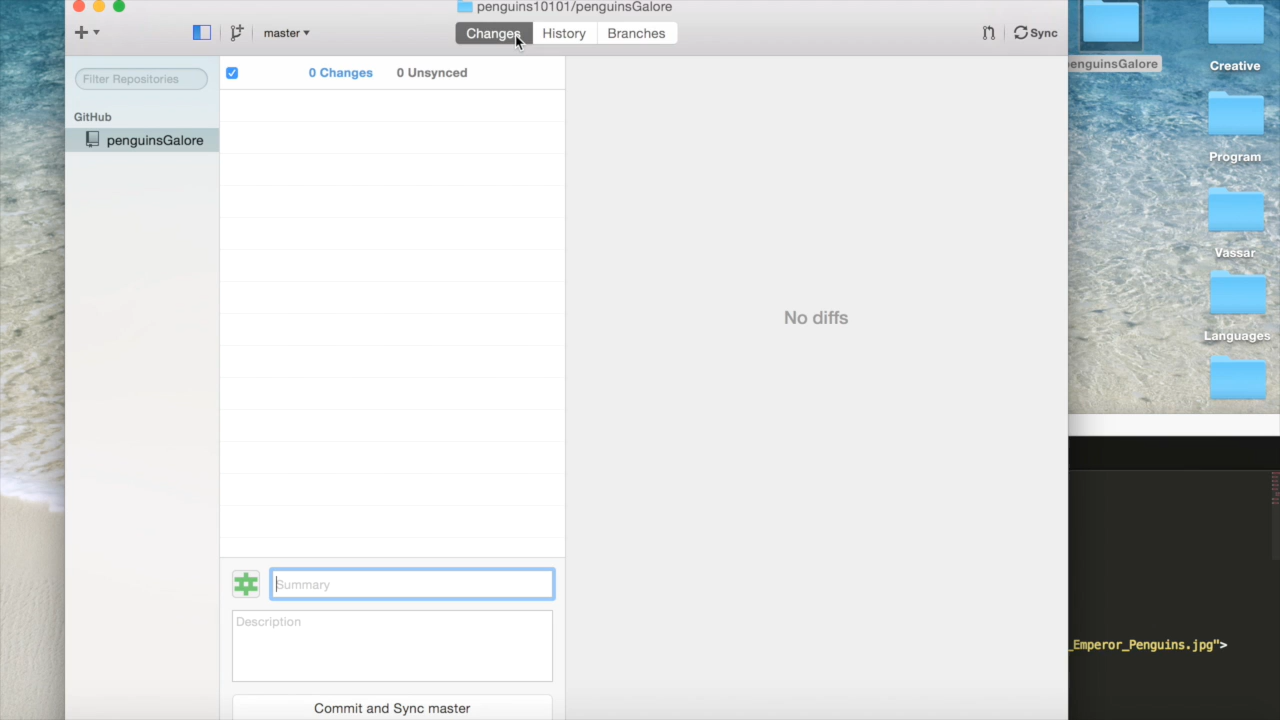 penguins10101/penguinsGalore
master
Changes
History
Branches
Sync
Filter Repositories
0 Changes
0 Unsynced
GitHub
penguinsGalore
No diffs
Summary
Description
Commit and Sync master
enguinsGalore
Creative
Program
Vassar
Languages
_Emperor_Penguins.jpg">